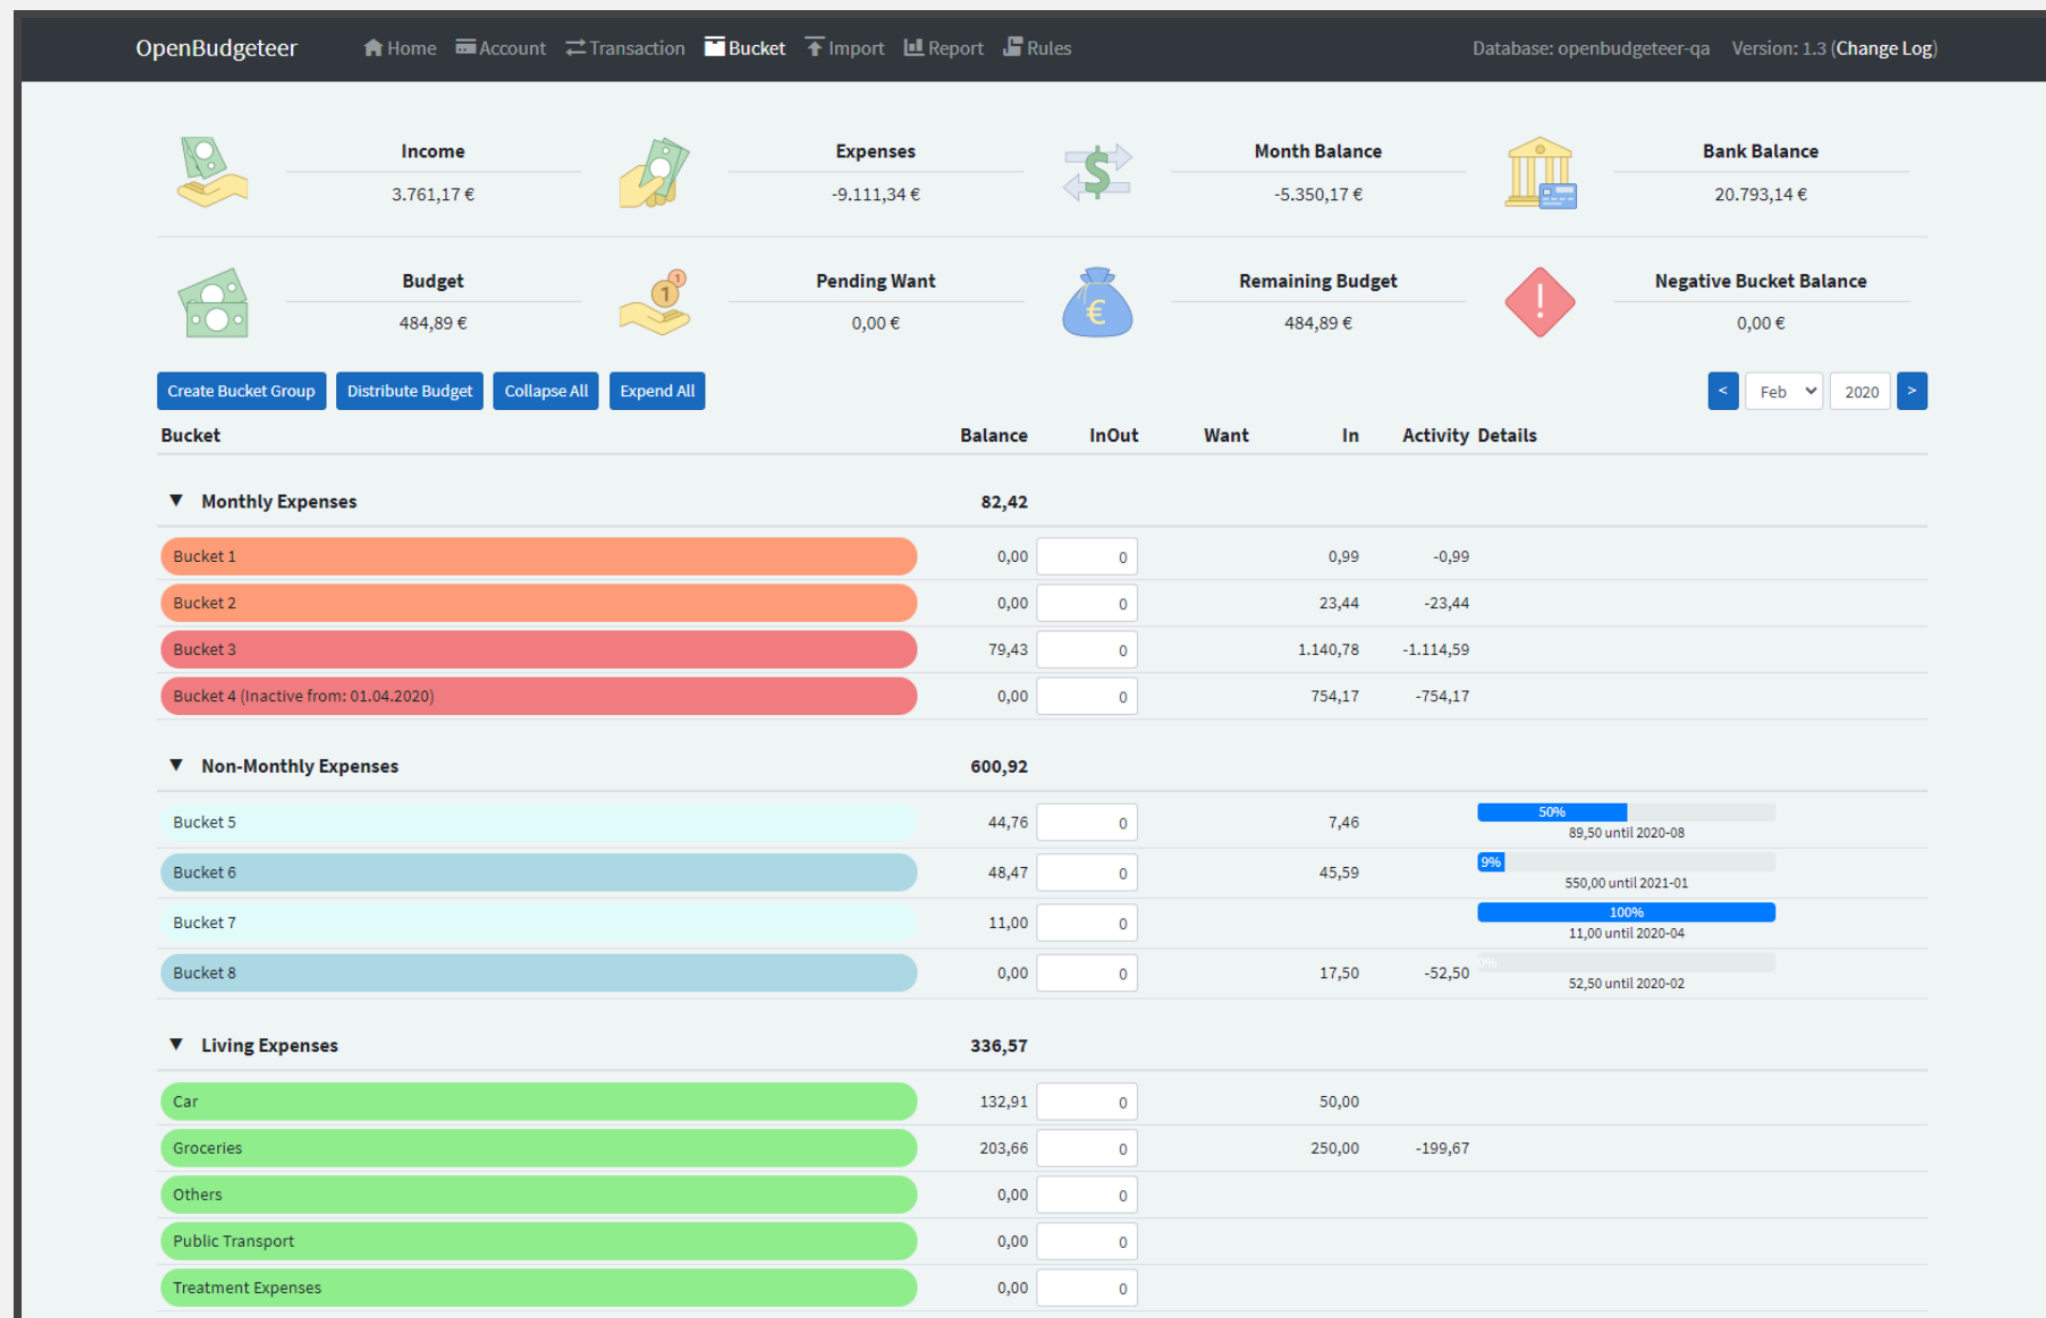 OpenBudgeteer Home Account Transaction Bucket Import Report Rules Database: openbudgeteer-qa Version: 1.3 (Change Log)
Income Expenses Month Balance Bank Balance
3.761,17 € -9.111,34 € -5.350,17 € 20.793,14 €
Budget Pending Want Remaining Budget Negative Bucket Balance
484,89 € 0,00 € 484,89 € 0,00 €
Create Bucket Group Distribute Budget Collapse All Expend All < Feb 2020 >
Bucket Balance InOut Want In Activity Details
Monthly Expenses 82,42
Bucket 1 0,00 0 0,99 -0,99
Bucket 2 0,00 0 23,44 -23,44
Bucket 3 79,43 0 1.140,78 -1.114,59
Bucket 4 (Inactive from: 01.04.2020) 0,00 0 754,17 -754,17
Non-Monthly Expenses 600,92
Bucket 5 44,76 0 7,46 50%
89,50 until 2020-08
Bucket 6 48,47 0 45,59 9%
550,00 until 2021-01
Bucket 7 11,00 0 100%
11,00 until 2020-04
Bucket 8 0,00 0 17,50 -52,50 0%
52,50 until 2020-02
Living Expenses 336,57
Car 132,91 0 50,00
Groceries 203,66 0 250,00 -199,67
Others 0,00 0
Public Transport 0,00 0
Treatment Expenses 0,00 0